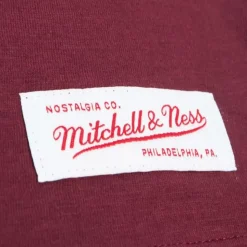 NOSTALGIA CO.
Mitchell & Ness
PHILADELPHIA, PA.